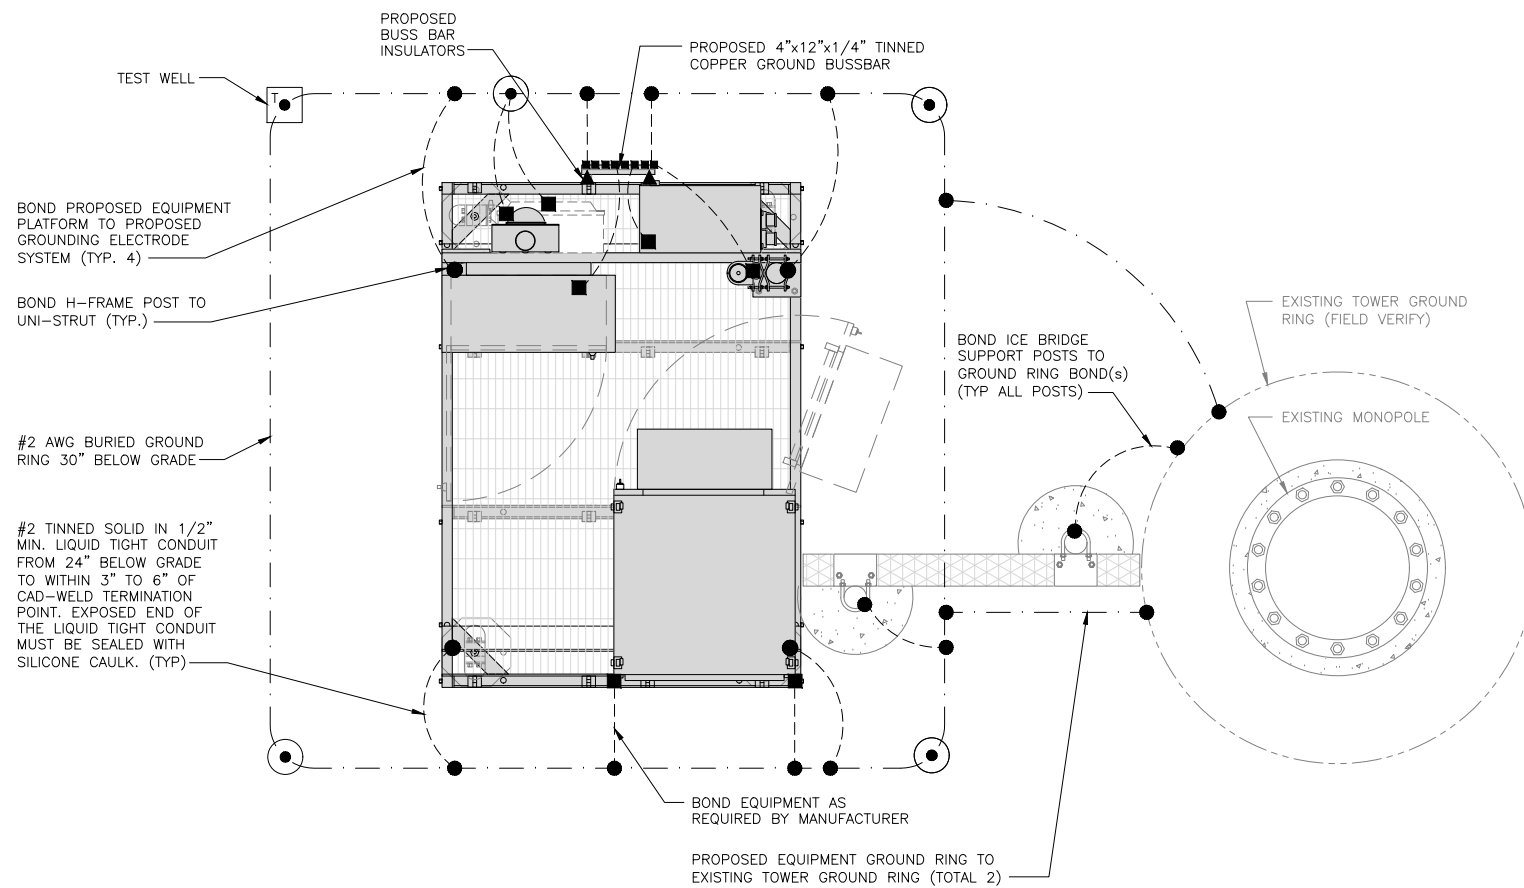 PROPOSED
BUSS BAR
INSULATORS
PROPOSED 4"x12"x1/4" TINNED
COPPER GROUND BUSSBAR
TEST WELL
T
BOND PROPOSED EQUIPMENT
PLATFORM TO PROPOSED
GROUNDING ELECTRODE
SYSTEM (TYP. 4)
BOND H-FRAME POST TO
UNI-STRUT (TYP.)
EXISTING TOWER GROUND
RING (FIELD VERIFY)
BOND ICE BRIDGE
SUPPORT POSTS TO
GROUND RING BOND(s)
(TYP ALL POSTS)
EXISTING MONOPOLE
#2 AWG BURIED GROUND
RING 30" BELOW GRADE
#2 TINNED SOLID IN 1/2"
MIN. LIQUID TIGHT CONDUIT
FROM 24" BELOW GRADE
TO WITHIN 3" TO 6" OF
CAD-WELD TERMINATION
POINT. EXPOSED END OF
THE LIQUID TIGHT CONDUIT
MUST BE SEALED WITH
SILICONE CAULK. (TYP)
BOND EQUIPMENT AS
REQUIRED BY MANUFACTURER
PROPOSED EQUIPMENT GROUND RING TO
EXISTING TOWER GROUND RING (TOTAL 2)